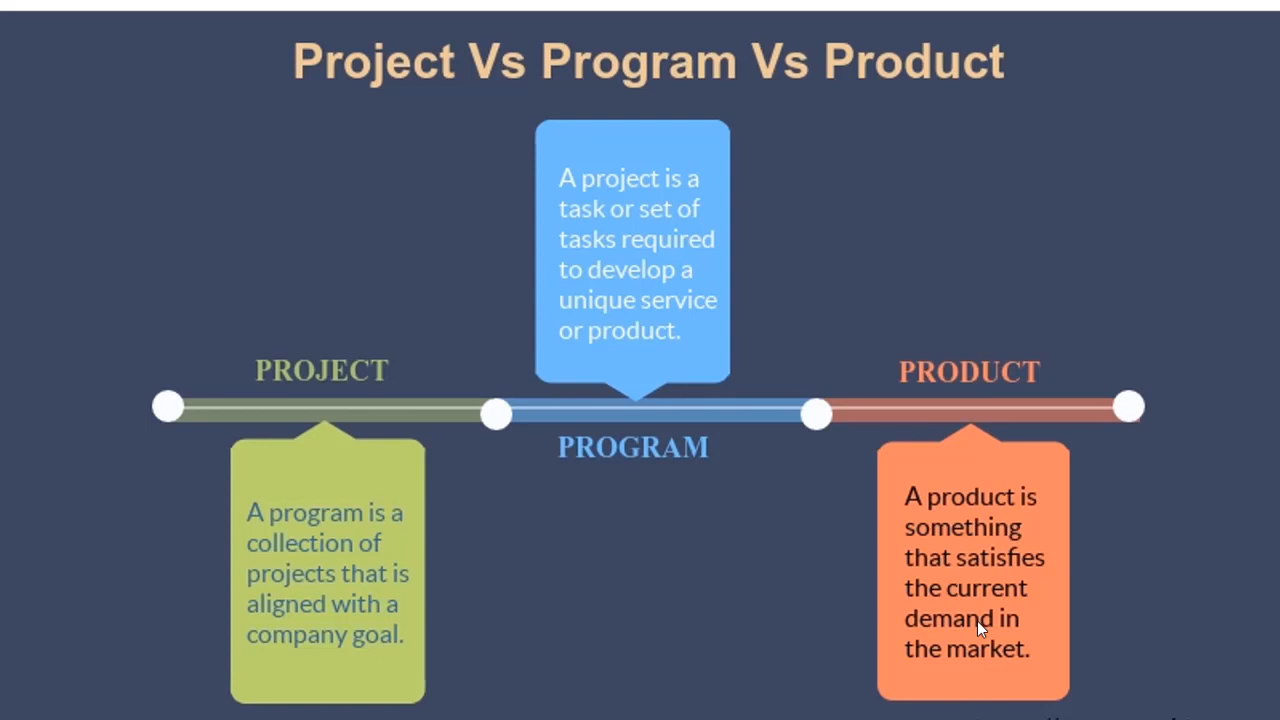 Project Vs Program Vs Product
PROJECT
A program is a
collection of
projects that is
aligned with a
company goal.
A project is a
task or set of
tasks required
to develop a
unique service
or product.
PROGRAM
PRODUCT
A product is
something
that satisfies
the current
demand in
the market.